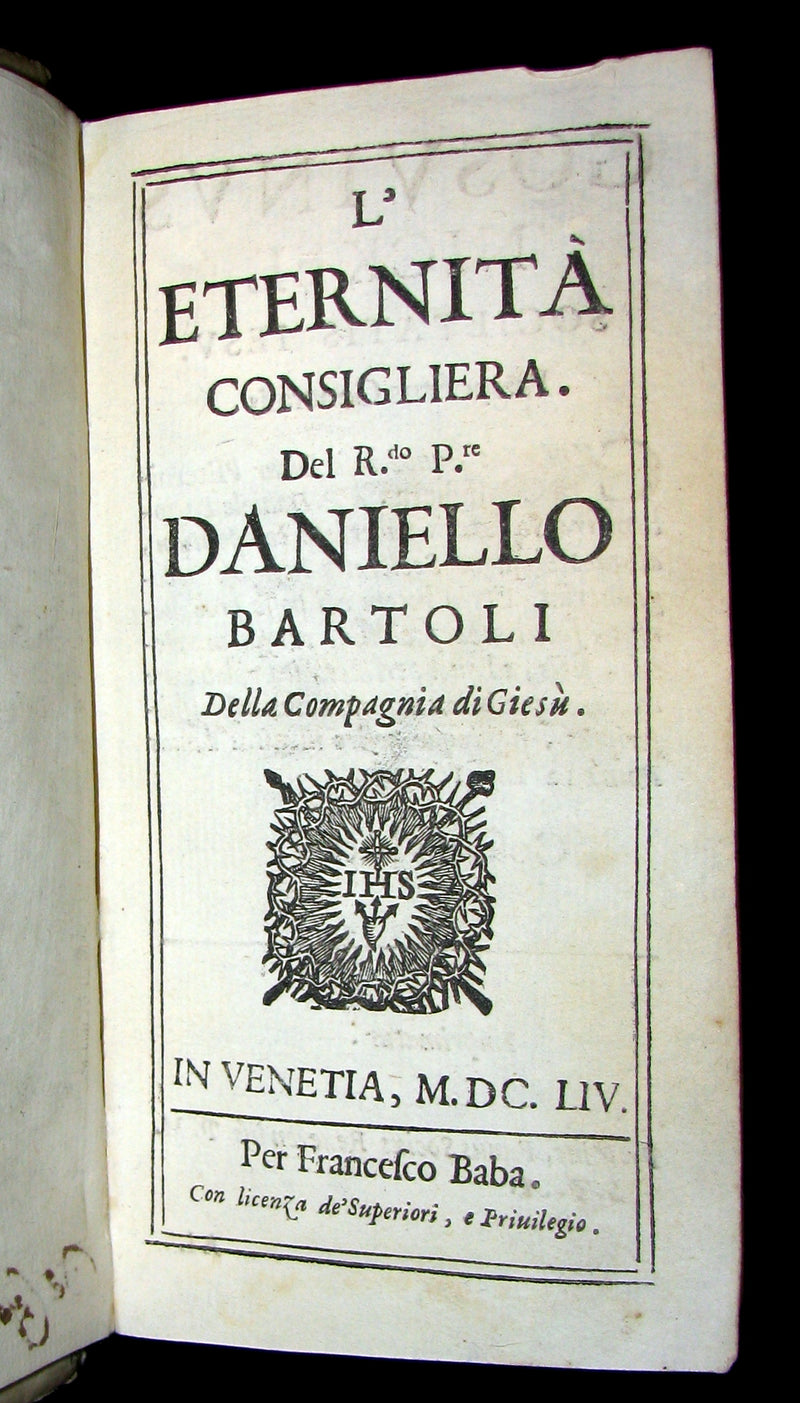 L'
ETERNITÀ
CONSIGLIERA.
Del R.do P.re
DANIELLO
BARTOLI
Della Compagnia di Giesù.
IHS
IN VENETIA, M.DC. LIV.
Per Franceſco Baba.
Con licenza de'Superiori, e Priuilegio.